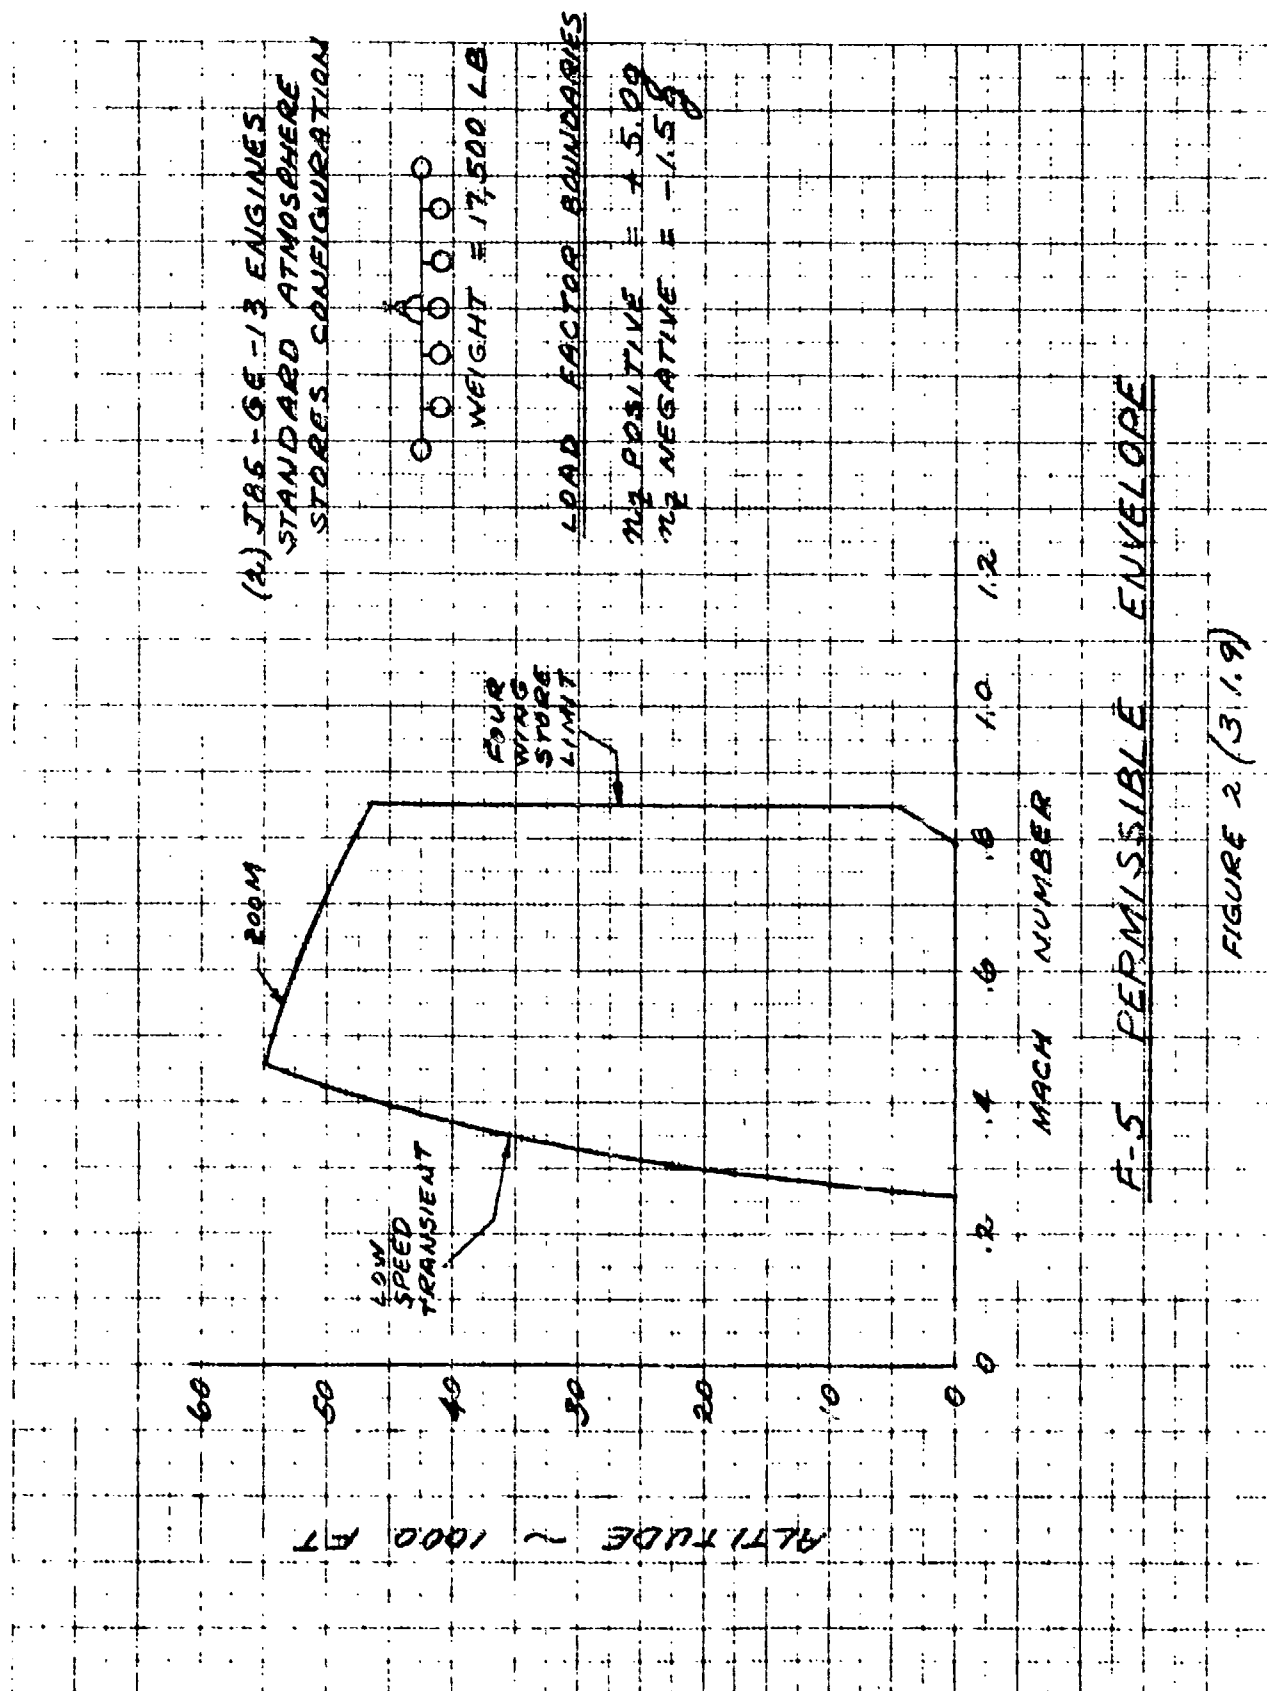 (2) J85-GE-13 ENGINES
STANDARD ATMOSPHERE
STORES CONFIGURATION
WEIGHT = 17,500 LB
LOAD FACTOR BOUNDARIES
nz POSITIVE = +5.0g
nz NEGATIVE = -1.5g
ZOOM
FOUR
WING
STORE
LIMIT
LOW
SPEED
TRANSIENT
60
50
40
30
20
10
0
ALTITUDE ~ 1000 FT
0 .2 .4 .6 .8 1.0 1.2
MACH NUMBER
F-5 PERMISSIBLE ENVELOPE
FIGURE 2 (3.1.9)